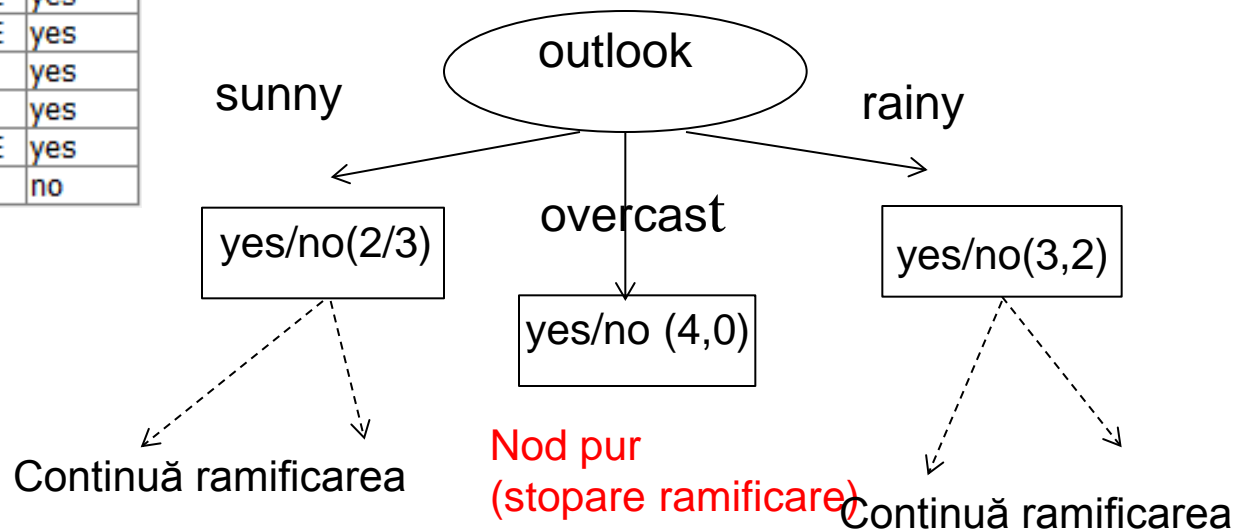 yes
E yes
yes
yes
E yes
no
outlook
sunny
rainy
overcast
yes/no(2/3)
yes/no(3,2)
yes/no (4,0)
Nod pur
(stopare ramificare)
Continuă ramificarea
Continuă ramificarea